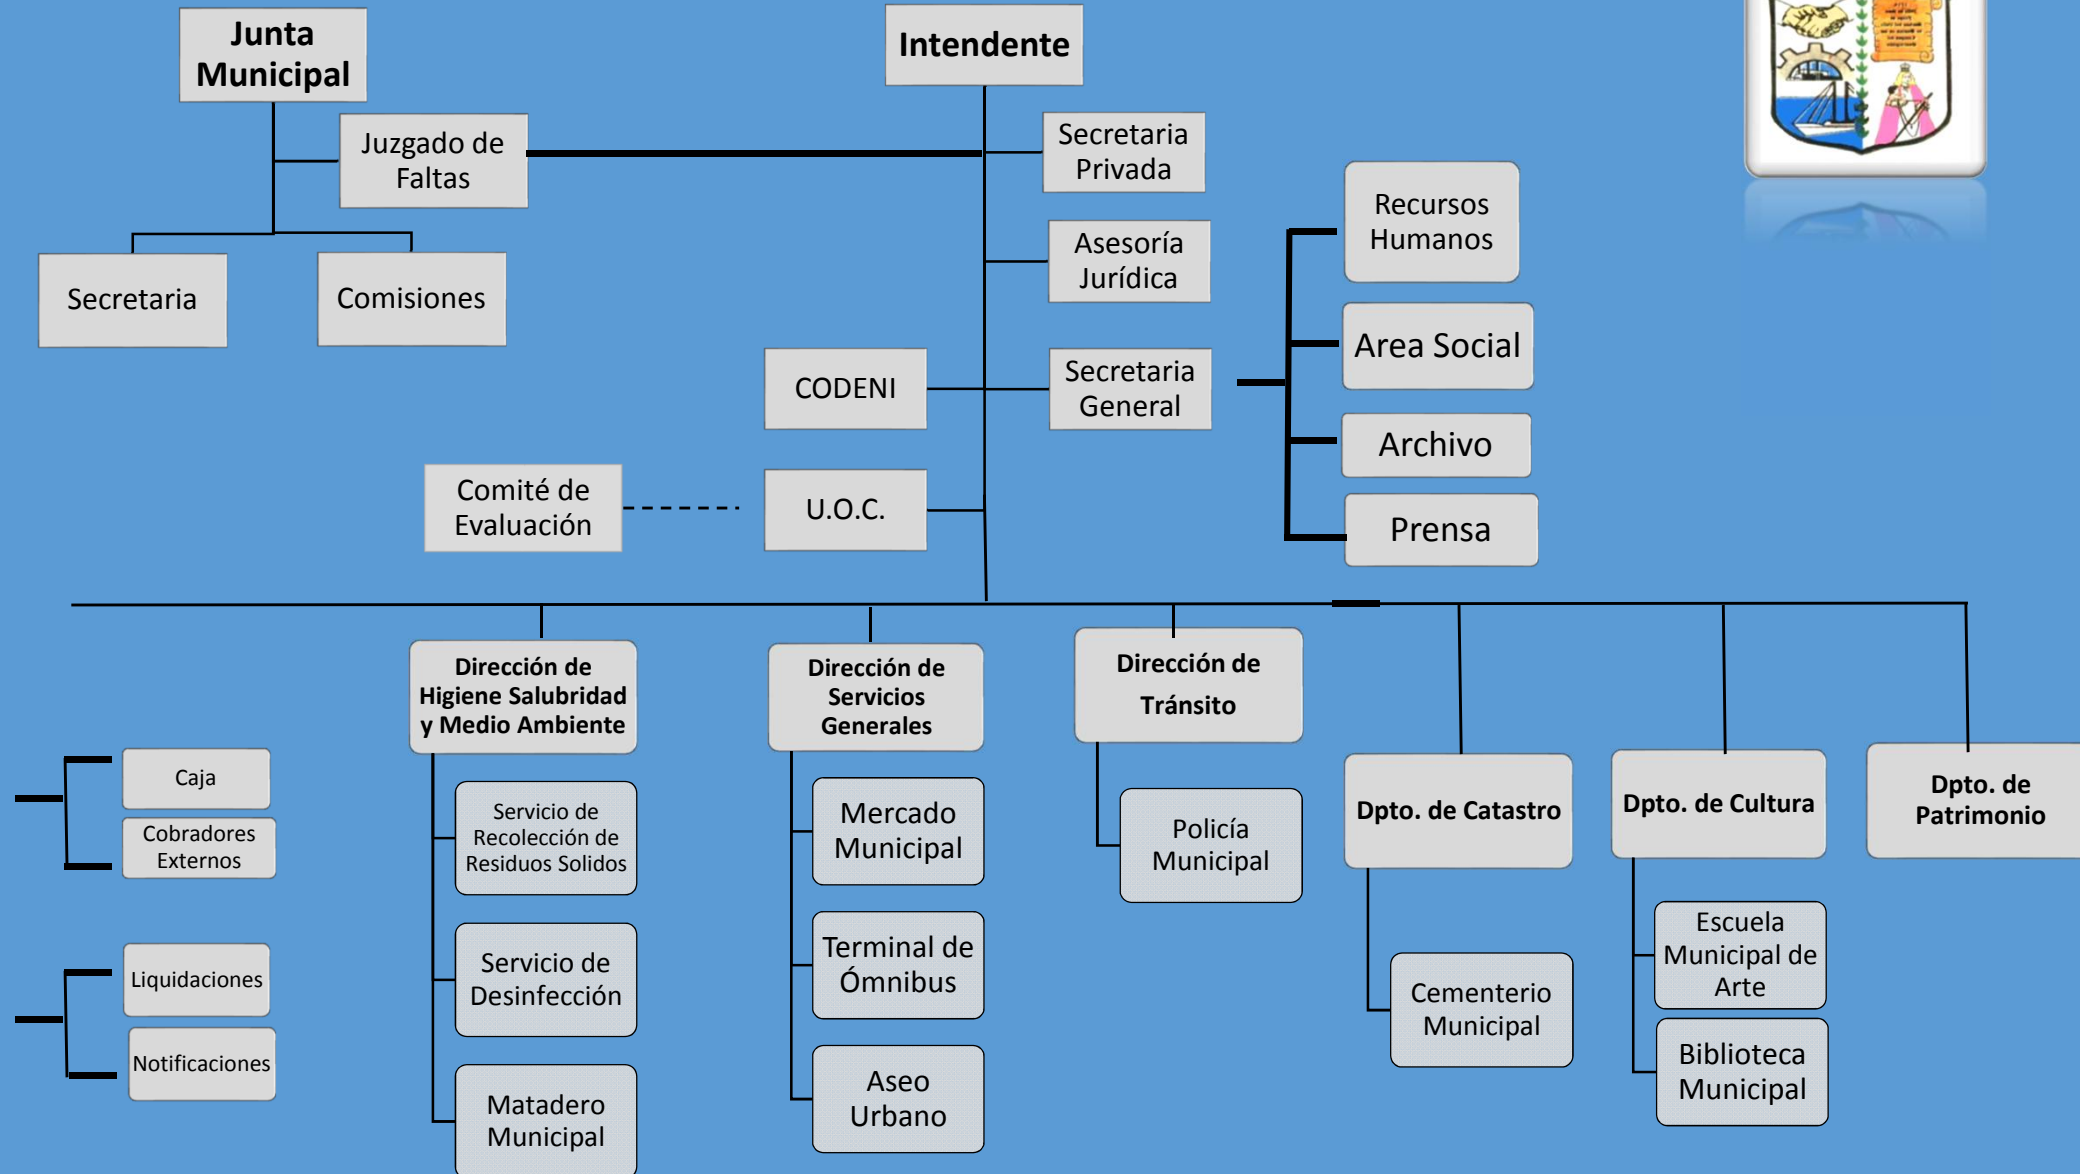 Junta
Municipal
Intendente
Juzgado de
Faltas
Secretaria
Privada
Recursos
Humanos
Asesoría
Jurídica
Secretaria
Comisiones
Area Social
CODENI
Secretaria
General
Archivo
Comité de
Evaluación
U.O.C.
Prensa
Dirección de
Higiene Salubridad
y Medio Ambiente
Dirección de
Servicios
Generales
Dirección de
Tránsito
Caja
Cobradores
Externos
Servicio de
Recolección de
Residuos Solidos
Mercado
Municipal
Policía
Municipal
Dpto. de Catastro
Dpto. de Cultura
Dpto. de
Patrimonio
Liquidaciones
Notificaciones
Servicio de
Desinfección
Terminal de
Ómnibus
Cementerio
Municipal
Escuela
Municipal de
Arte
Matadero
Municipal
Aseo
Urbano
Biblioteca
Municipal